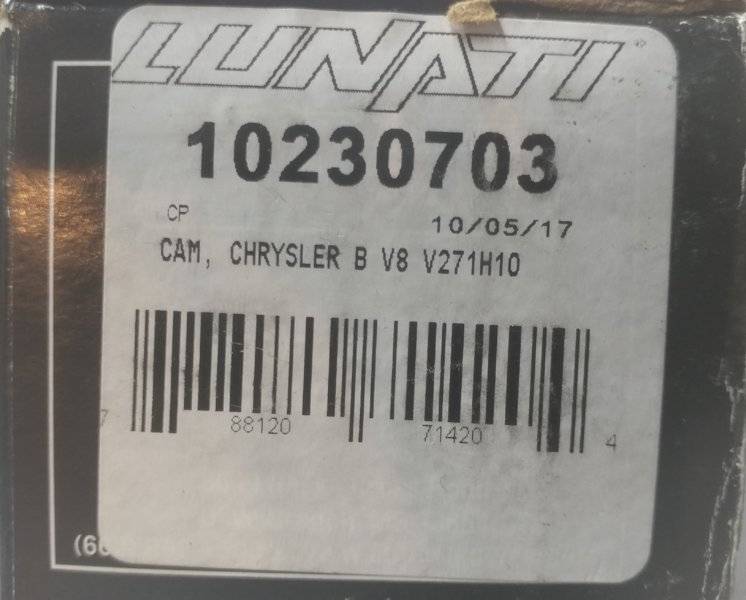 LUNATI
10230703
CP
10/05/17
CAM, CHRYSLER B V8 V271H10
7 88120 71420 4